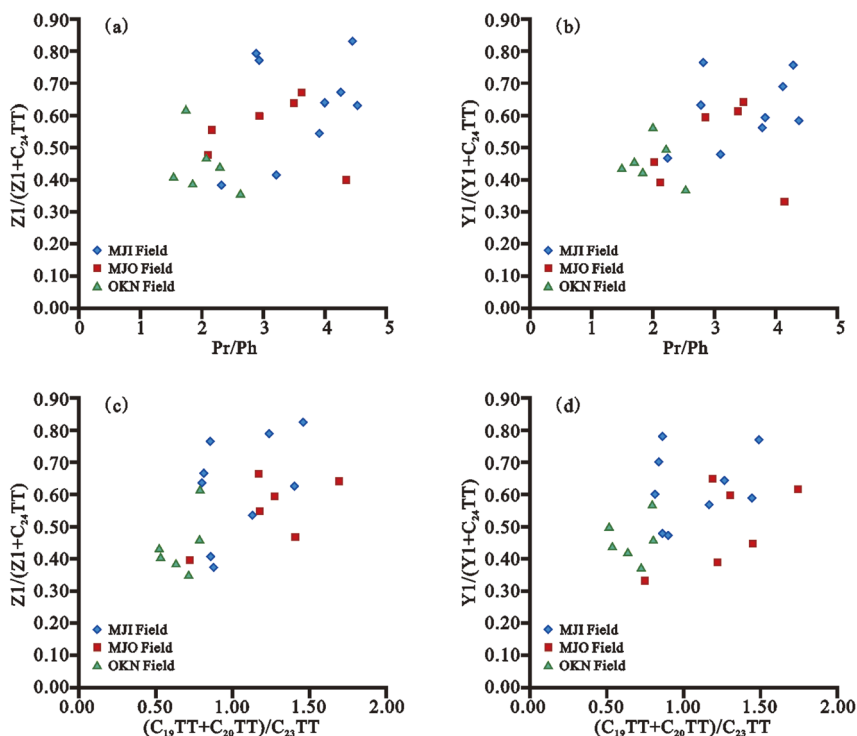 (a)
Z1/(Z1+C₂₄TT)
0.90
0.80
0.70
0.60
0.50
0.40
0.30
0.20
0.10
0.00
MJI Field
MJO Field
OKN Field
0 1 2 3 4 5
Pr/Ph
(b)
Y1/(Y1+C₂₄TT)
0.90
0.80
0.70
0.60
0.50
0.40
0.30
0.20
0.10
0.00
MJI Field
MJO Field
OKN Field
0 1 2 3 4 5
Pr/Ph
(c)
Z1/(Z1+C₂₄TT)
0.90
0.80
0.70
0.60
0.50
0.40
0.30
0.20
0.10
0.00
MJI Field
MJO Field
OKN Field
0.50 1.00 1.50 2.00
(C₁₉TT+C₂₀TT)/C₂₃TT
(d)
Y1/(Y1+C₂₄TT)
0.90
0.80
0.70
0.60
0.50
0.40
0.30
0.20
0.10
0.00
MJI Field
MJO Field
OKN Field
0.50 1.00 1.50 2.00
(C₁₉TT+C₂₀TT)/C₂₃TT